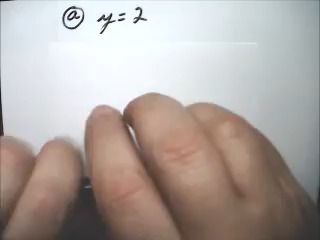 ⓐ y = 2